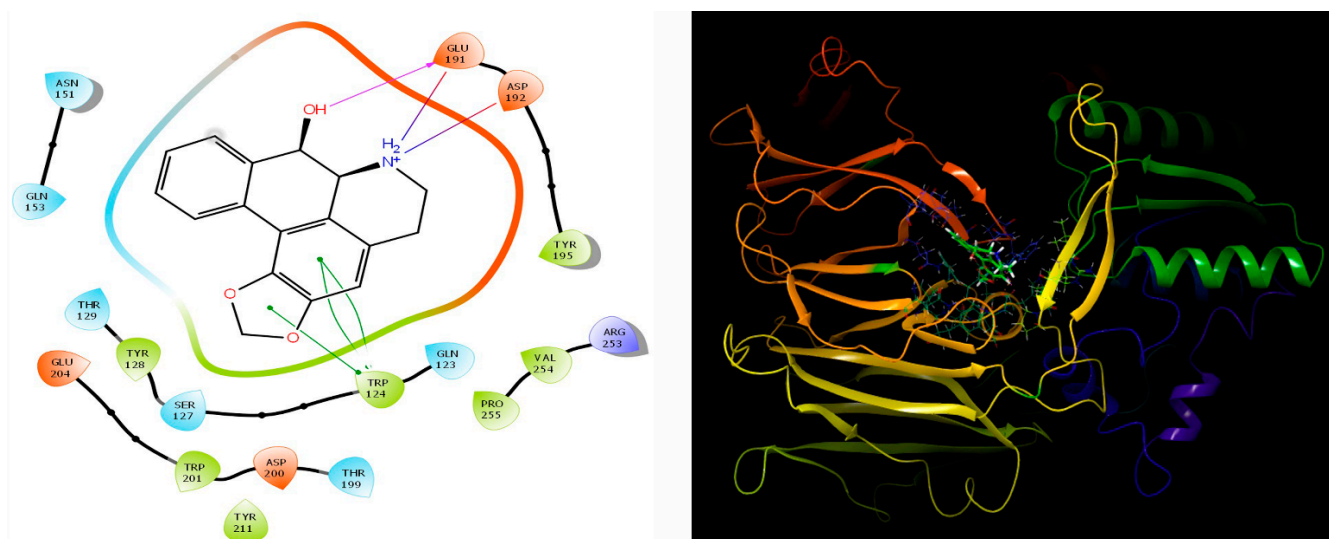 GLU
191
ASP
192
ASN
151
OH
H2
N+
GLN
153
TYR
195
O
O
THR
129
TYR
128
GLU
204
SER
127
TRP
124
GLN
123
ARG
253
VAL
254
PRO
255
TRP
201
ASP
200
THR
199
TYR
211